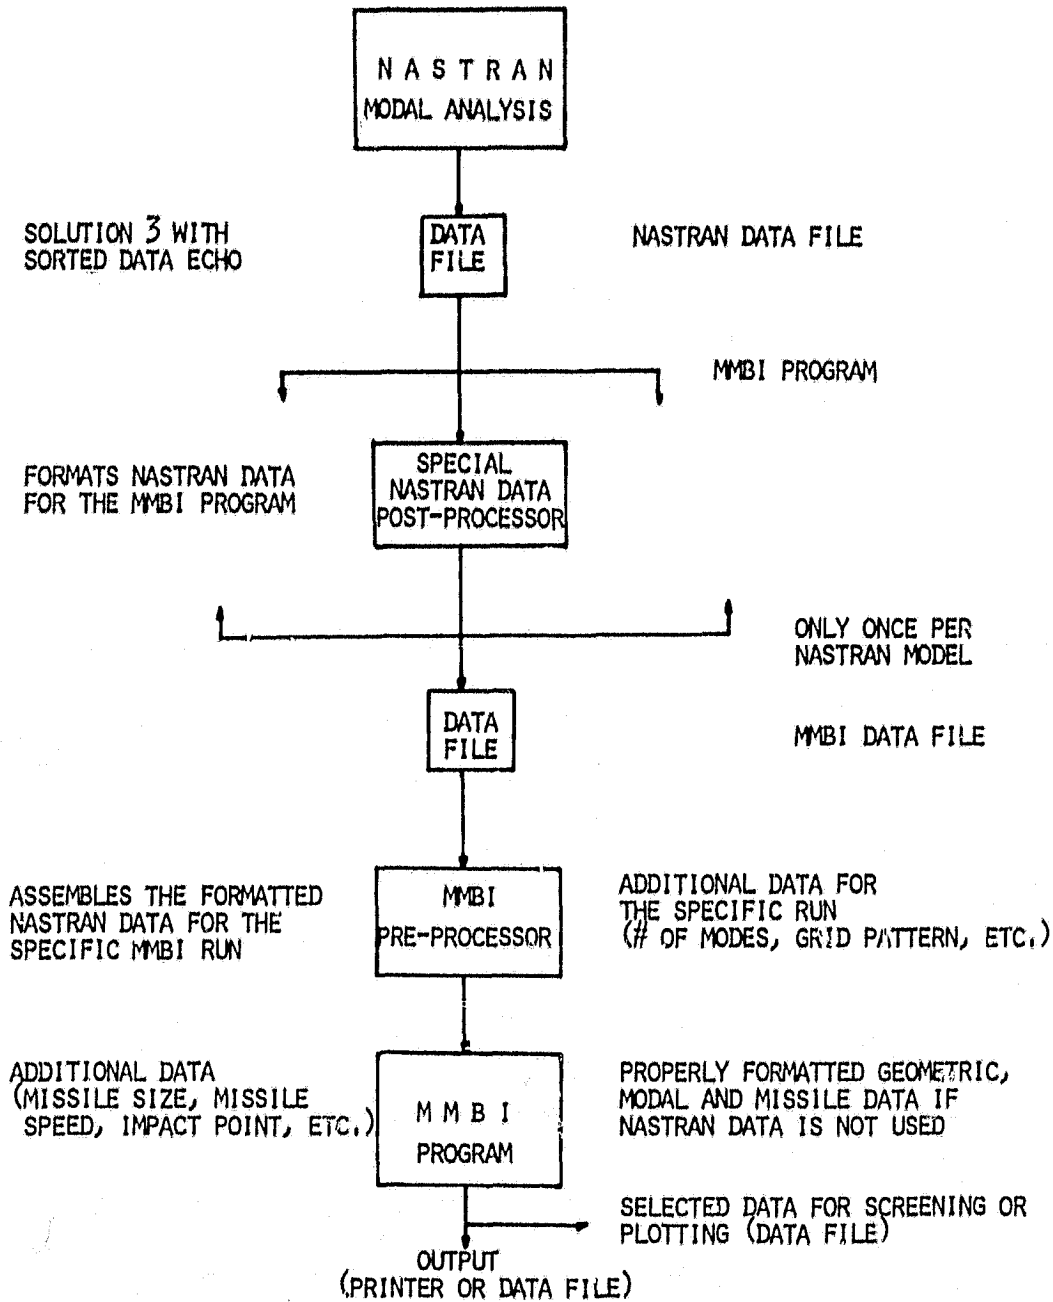 N A S T R A N
MODAL ANALYSIS
SOLUTION 3 WITH
SORTED DATA ECHO
DATA
FILE
NASTRAN DATA FILE
MMBI PROGRAM
FORMATS NASTRAN DATA
FOR THE MMBI PROGRAM
SPECIAL
NASTRAN DATA
POST-PROCESSOR
ONLY ONCE PER
NASTRAN MODEL
DATA
FILE
MMBI DATA FILE
ASSEMBLES THE FORMATTED
NASTRAN DATA FOR THE
SPECIFIC MMBI RUN
MMBI
PRE-PROCESSOR
ADDITIONAL DATA FOR
THE SPECIFIC RUN
(# OF MODES, GRID PATTERN, ETC.)
ADDITIONAL DATA
(MISSILE SIZE, MISSILE
SPEED, IMPACT POINT, ETC.)
M M B I
PROGRAM
PROPERLY FORMATTED GEOMETRIC,
MODAL AND MISSILE DATA IF
NASTRAN DATA IS NOT USED
SELECTED DATA FOR SCREENING OR
PLOTTING (DATA FILE)
OUTPUT
(PRINTER OR DATA FILE)